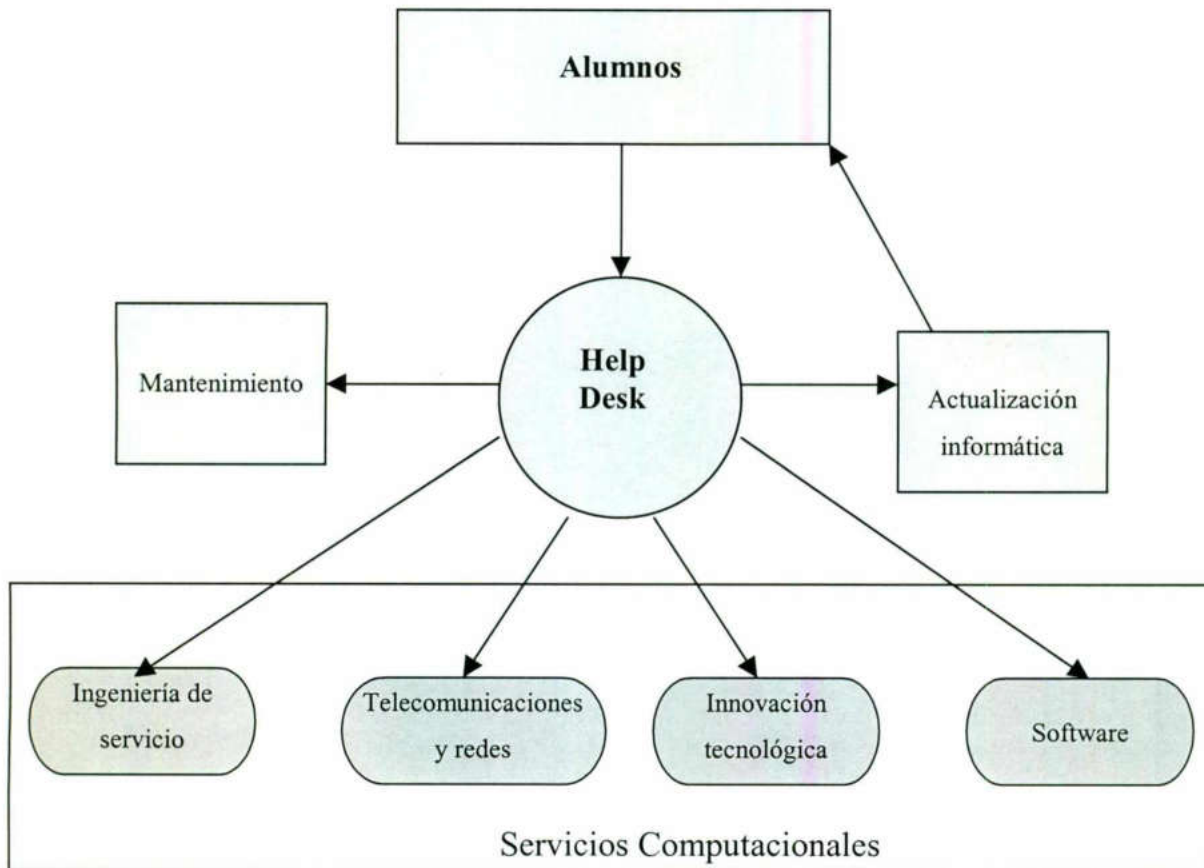 Alumnos
Help
Desk
Mantenimiento
Actualización
informática
Ingeniería de
servicio
Telecomunicaciones
y redes
Innovación
tecnológica
Software
Servicios Computacionales